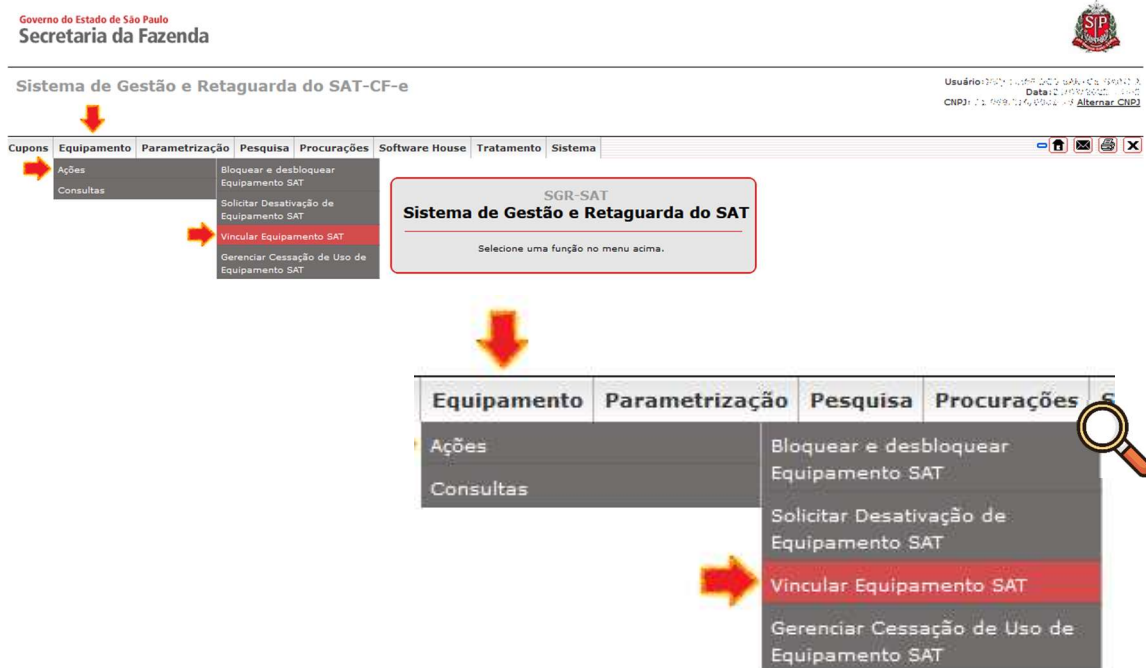 Governo do Estado de São Paulo
Secretaria da Fazenda
SP
Sistema de Gestão e Retaguarda do SAT-CF-e
Usuário:
Data:
CNPJ: Alternar CNPJ
Cupons Equipamento Parametrização Pesquisa Procurações Software House Tratamento Sistema
Ações
Consultas
Bloquear e desbloquear
Equipamento SAT
Solicitar Desativação de
Equipamento SAT
Vincular Equipamento SAT
Gerenciar Cessação de Uso de
Equipamento SAT
SGR-SAT
Sistema de Gestão e Retaguarda do SAT
Selecione uma função no menu acima.
Equipamento Parametrização Pesquisa Procurações S
Ações
Consultas
Bloquear e desbloquear
Equipamento SAT
Solicitar Desativação de
Equipamento SAT
Vincular Equipamento SAT
Gerenciar Cessação de Uso de
Equipamento SAT